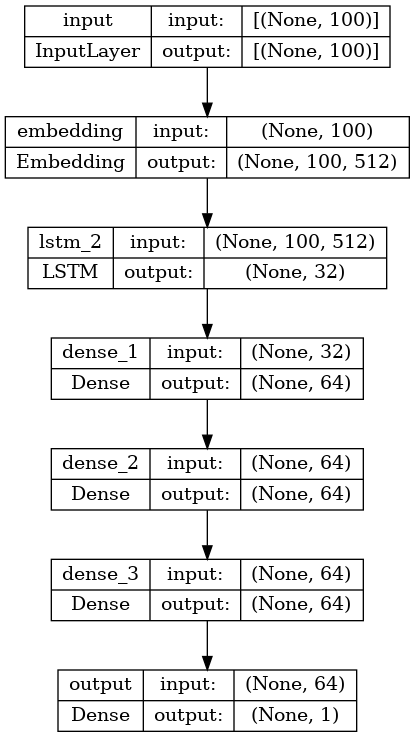 input input: [(None, 100)]
InputLayer output: [(None, 100)]
embedding input: (None, 100)
Embedding output: (None, 100, 512)
lstm_2 input: (None, 100, 512)
LSTM output: (None, 32)
dense_1 input: (None, 32)
Dense output: (None, 64)
dense_2 input: (None, 64)
Dense output: (None, 64)
dense_3 input: (None, 64)
Dense output: (None, 64)
output input: (None, 64)
Dense output: (None, 1)